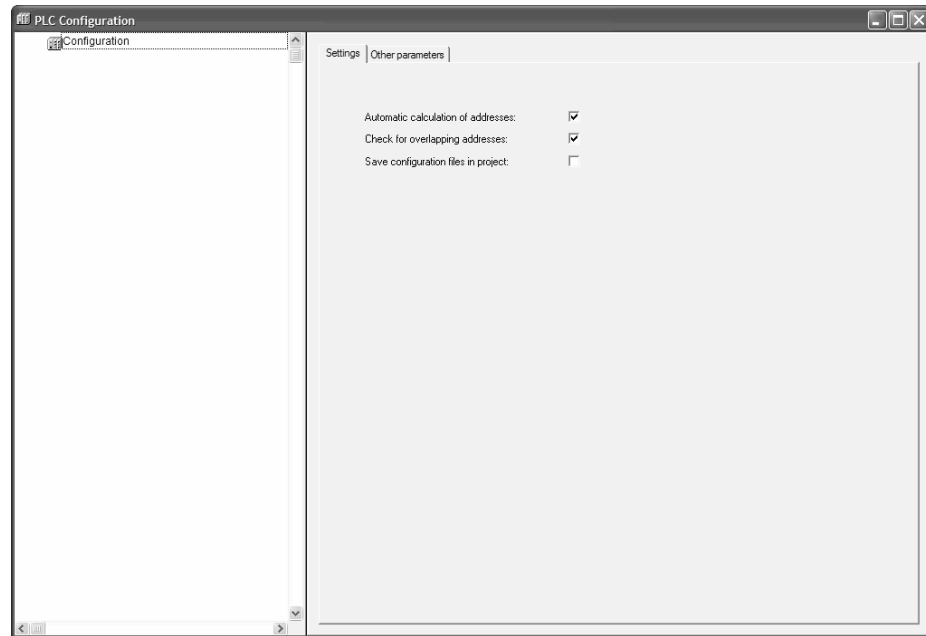 PLC Configuration
Configuration
Settings
Other parameters
Automatic calculation of addresses:
Check for overlapping addresses:
Save configuration files in project: